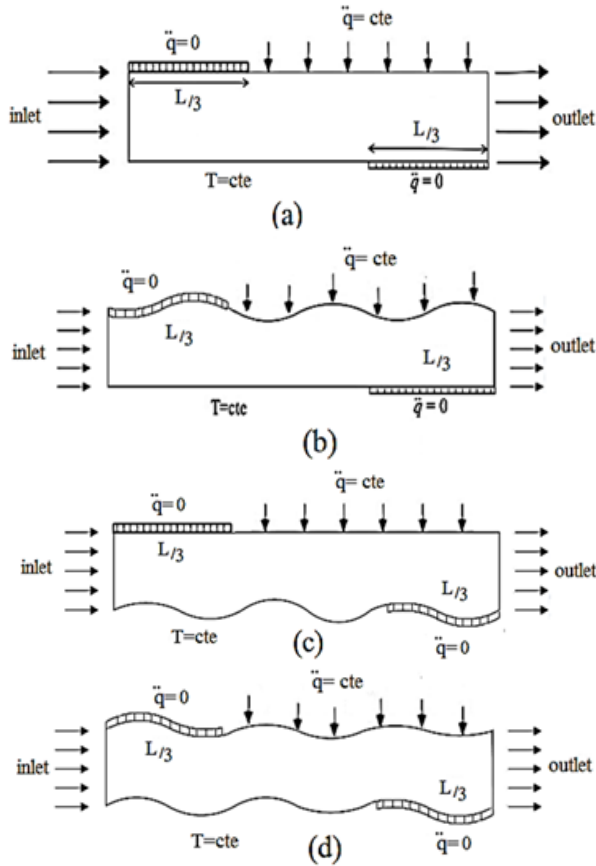 q̈=0
q̈= cte
L/3
inlet
outlet
L/3
T=cte
q̈=0
(a)
q̈=0
q̈= cte
L/3
inlet
outlet
L/3
T=cte
q̈=0
(b)
q̈=0
q̈= cte
L/3
inlet
outlet
L/3
T=cte
q̈=0
(c)
q̈=0
q̈= cte
L/3
inlet
outlet
L/3
T=cte
q̈=0
(d)